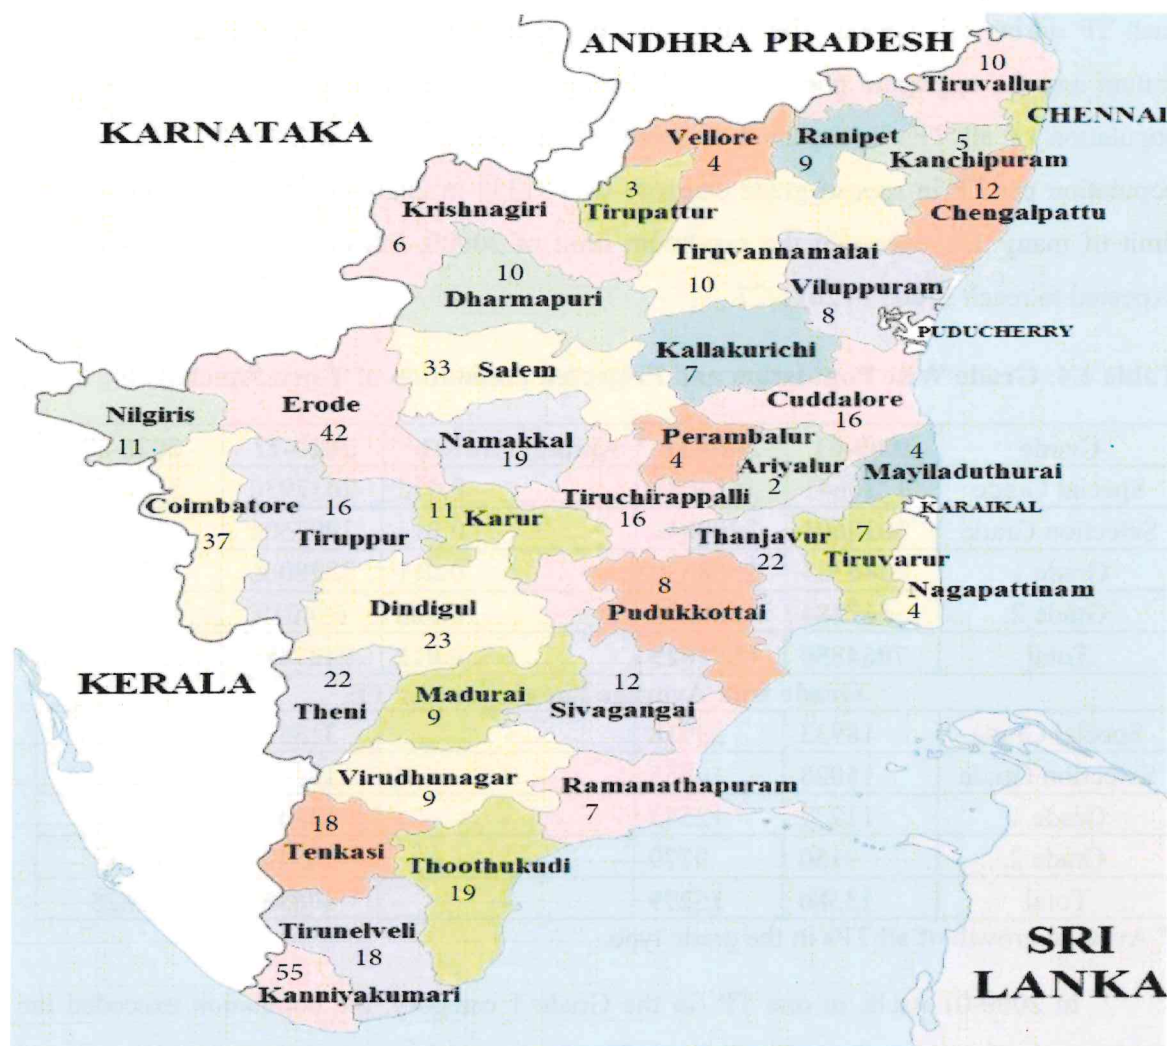 ANDHRA PRADESH
10
Tiruvallur
CHENNAI
KARNATAKA
Vellore
4
Ranipet
9
5
Kanchipuram
3
Tirupattur
12
Chengalpattu
Krishnagiri
6
10
Dharmapuri
Tiruvannamalai
10
Viluppuram
8
PUDUCHERRY
Kallakurichi
7
33
Salem
Nilgiris
11
Erode
42
Namakkal
19
Cuddalore
16
Perambalur
4
Ariyalur
2
4
Mayiladuthurai
Coimbatore
37
16
Tiruppur
11
Karur
Tiruchirappalli
16
KARAIKAL
Thanjavur
22
7
Tiruvarur
Nagapattinam
4
8
Pudukkottai
Dindigul
23
KERALA
22
Theni
Madurai
9
12
Sivagangai
Virudhunagar
9
Ramanathapuram
7
18
Tenkasi
Thoothukudi
19
Tirunelveli
18
55
Kanniyakumari
SRI
LANKA